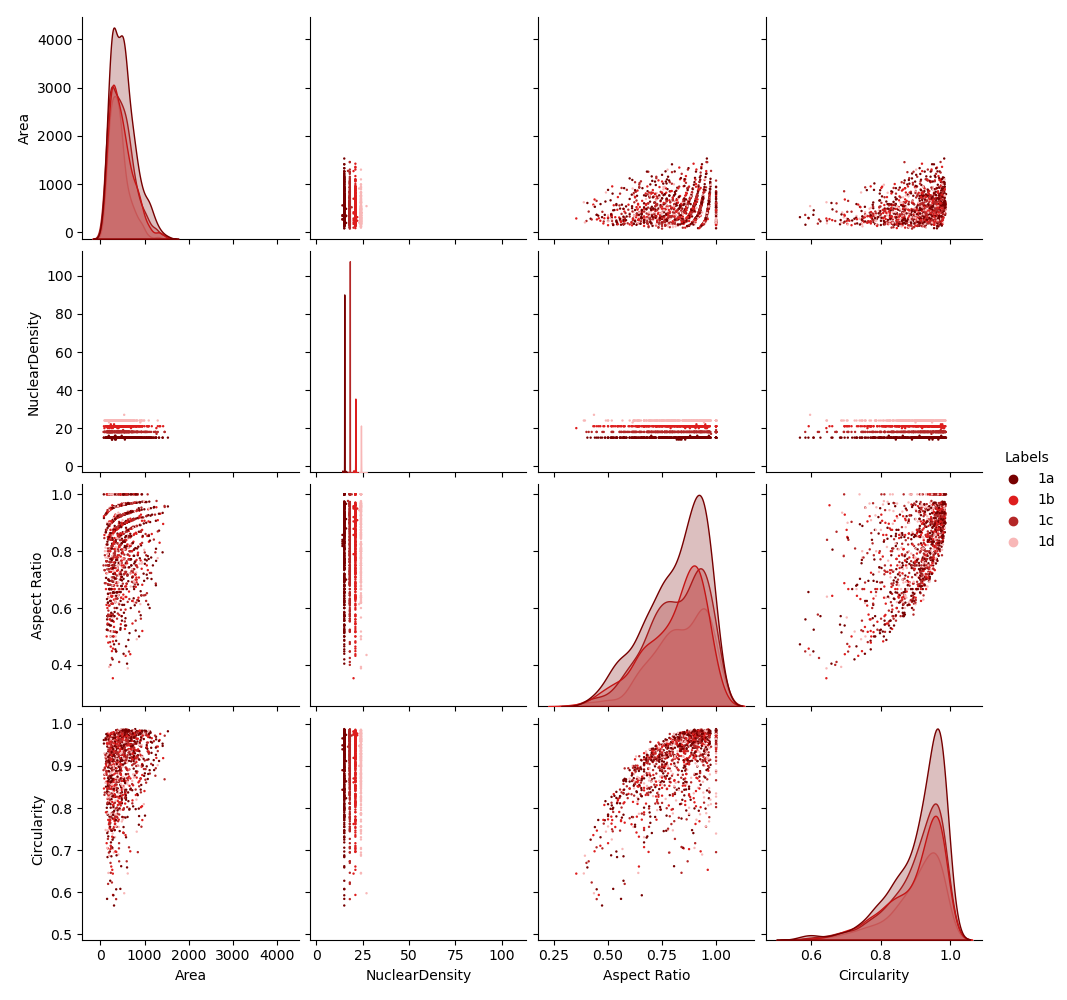 4000
3000
2000
1000
0
Area
100
80
60
40
20
0
NuclearDensity
Labels
1a
1b
1c
1d
1.0
0.8
0.6
0.4
Aspect Ratio
1.0
0.9
0.8
0.7
0.6
0.5
Circularity
0 1000 2000 3000 4000
0 25 50 75 100
0.25 0.50 0.75 1.00
0.6 0.8 1.0
Area
NuclearDensity
Aspect Ratio
Circularity